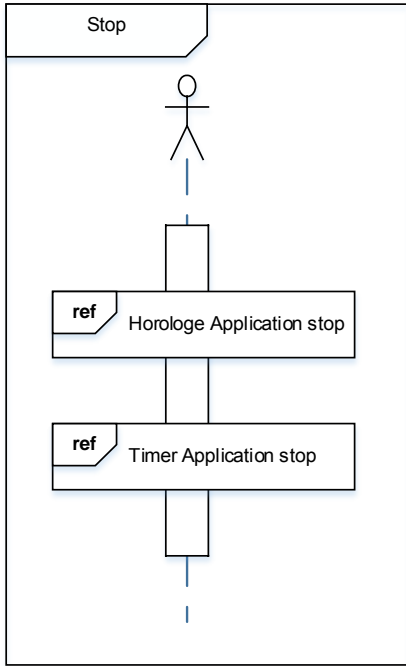 Stop
ref
Horologe Application stop
ref
Timer Application stop